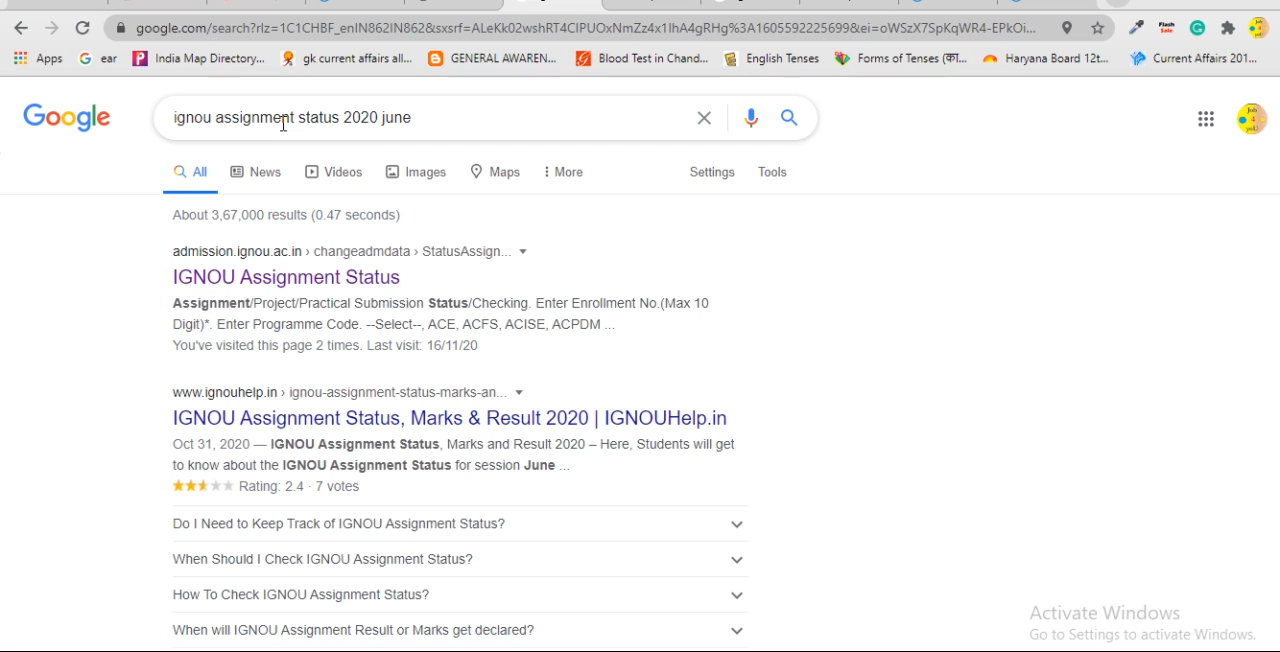 google.com/search?rlz=1C1CHBF_enIN862IN862&sxsrf=ALeKk02wshRT4CIPUOxNmZz4x1IhA4gRHg%3A1605592225699&ei=oWSzX7SpKqWR4-EPkOi...
Flash Sale
Apps ear India Map Directory... gk current affairs all... GENERAL AWAREN... Blood Test in Chand... English Tenses Forms of Tenses (का... Haryana Board 12t... Current Affairs 201...
Google
ignou assignment status 2020 june
All News Videos Images Maps More Settings Tools
About 3,67,000 results (0.47 seconds)
admission.ignou.ac.in › changeadmdata › StatusAssign...
IGNOU Assignment Status
Assignment/Project/Practical Submission Status/Checking. Enter Enrollment No.(Max 10
Digit)*. Enter Programme Code. --Select--, ACE, ACFS, ACISE, ACPDM ...
You've visited this page 2 times. Last visit: 16/11/20
www.ignouhelp.in › ignou-assignment-status-marks-an...
IGNOU Assignment Status, Marks & Result 2020 | IGNOUHelp.in
Oct 31, 2020 — IGNOU Assignment Status, Marks and Result 2020 – Here, Students will get
to know about the IGNOU Assignment Status for session June ...
Rating: 2.4 · 7 votes
Do I Need to Keep Track of IGNOU Assignment Status?
When Should I Check IGNOU Assignment Status?
How To Check IGNOU Assignment Status?
When will IGNOU Assignment Result or Marks get declared?
Activate Windows
Go to Settings to activate Windows.